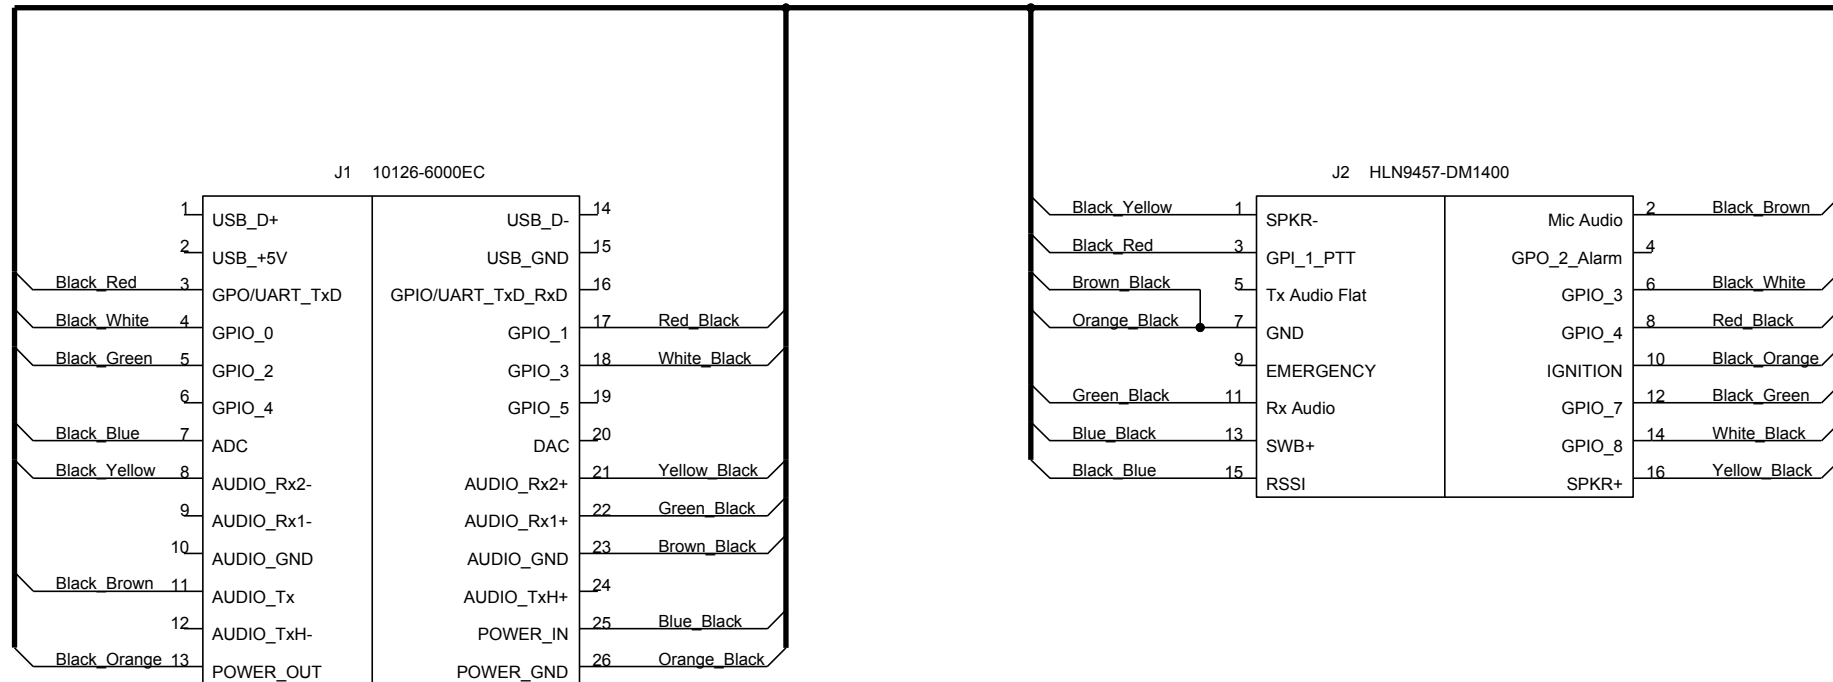 J1 10126-6000EC
1 USB_D+ USB_D- 14
2 USB_+5V USB_GND 15
Black_Red 3 GPO/UART_TxD GPIO/UART_TxD_RxD 16
Black_White 4 GPIO_0 GPIO_1 17 Red_Black
Black_Green 5 GPIO_2 GPIO_3 18 White_Black
6 GPIO_4 GPIO_5 19
Black_Blue 7 ADC DAC 20
Black_Yellow 8 AUDIO_Rx2- AUDIO_Rx2+ 21 Yellow_Black
9 AUDIO_Rx1- AUDIO_Rx1+ 22 Green_Black
10 AUDIO_GND AUDIO_GND 23 Brown_Black
Black_Brown 11 AUDIO_Tx AUDIO_TxH+ 24
12 AUDIO_TxH- POWER_IN 25 Blue_Black
Black_Orange 13 POWER_OUT POWER_GND 26 Orange_Black
J2 HLN9457-DM1400
Black_Yellow 1 SPKR- Mic Audio 2 Black_Brown
Black_Red 3 GPI_1_PTT GPO_2_Alarm 4
Brown_Black 5 Tx Audio Flat GPIO_3 6 Black_White
Orange_Black 7 GND GPIO_4 8 Red_Black
9 EMERGENCY IGNITION 10 Black_Orange
Green_Black 11 Rx Audio GPIO_7 12 Black_Green
Blue_Black 13 SWB+ GPIO_8 14 White_Black
Black_Blue 15 RSSI SPKR+ 16 Yellow_Black